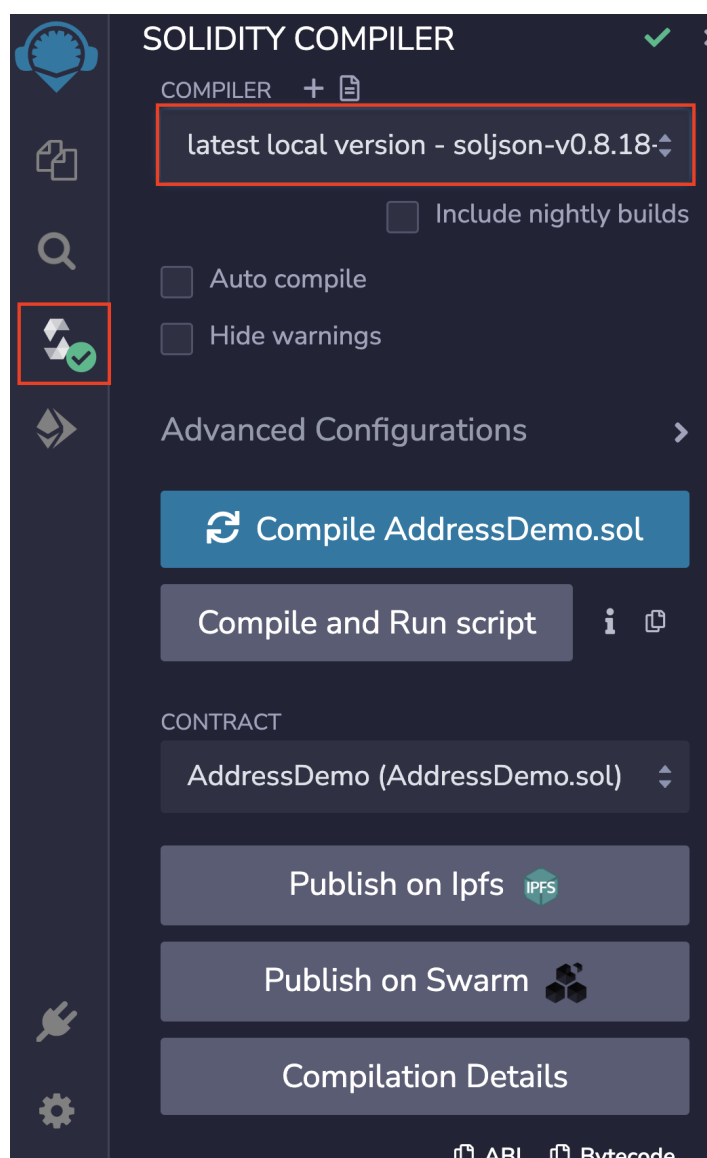 SOLIDITY COMPILER
COMPILER
latest local version - soljson-v0.8.18-
Include nightly builds
Auto compile
Hide warnings
Advanced Configurations
Compile AddressDemo.sol
Compile and Run script
CONTRACT
AddressDemo (AddressDemo.sol)
Publish on Ipfs IPFS
Publish on Swarm
Compilation Details
ABI Bytecode